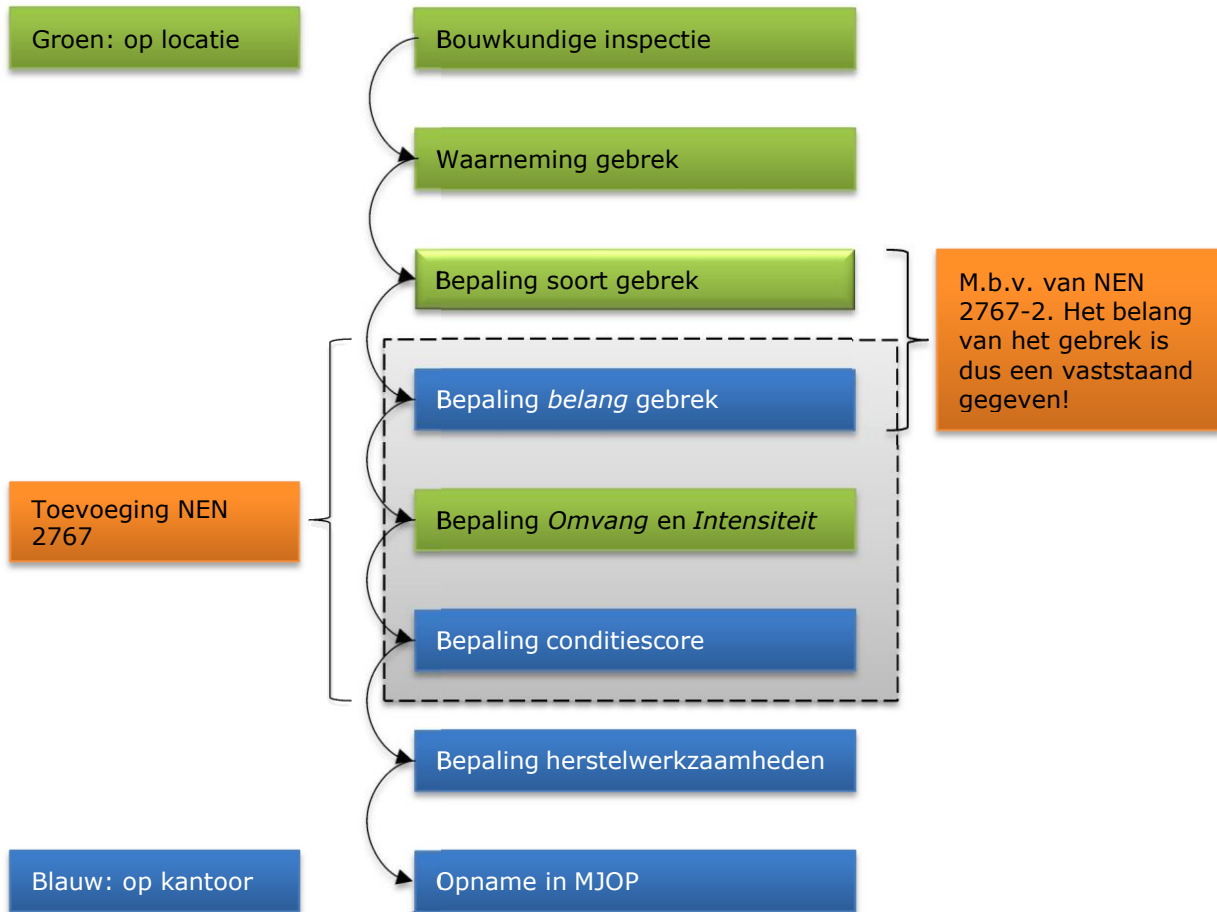 Groen: op locatie
Bouwkundige inspectie
Waarneming gebrek
Bepaling soort gebrek
M.b.v. van NEN
2767-2. Het belang
van het gebrek is
dus een vaststaand
gegeven!
Bepaling belang gebrek
Toevoeging NEN
2767
Bepaling Omvang en Intensiteit
Bepaling conditiescore
Bepaling herstelwerkzaamheden
Blauw: op kantoor
Opname in MJOP